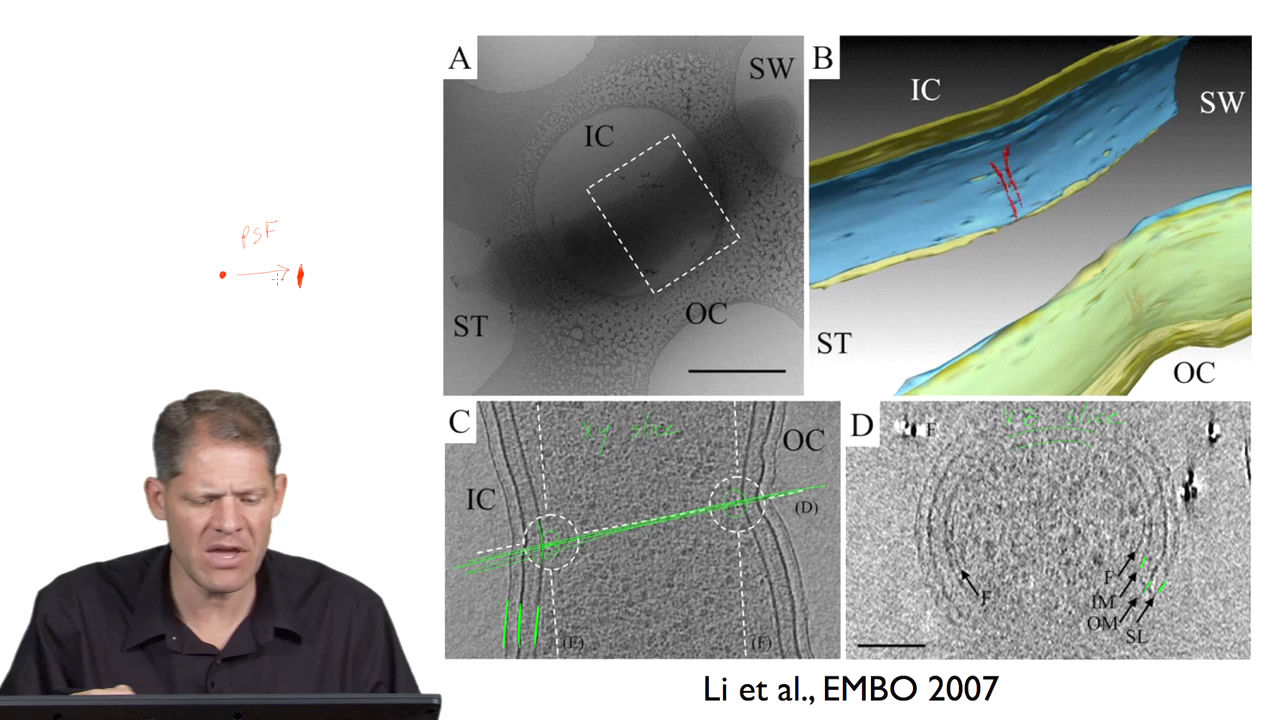 PSF
A
IC
SW
ST
OC
B
IC
SW
ST
OC
C
xy slice
IC
OC
(D)
(E)
(F)
D
xz slice
F
F
F
IM
OM
SL
Li et al., EMBO 2007